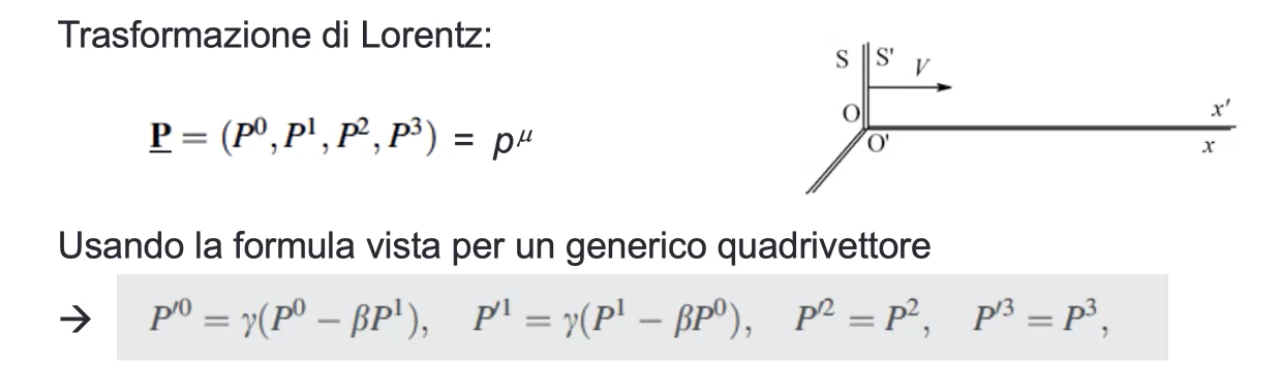 Trasformazione di Lorentz:
S S' V
O
O'
x'
x
P = (P⁰, P¹, P², P³) = pᵘ
Usando la formula vista per un generico quadrivettore
→ P′⁰ = γ(P⁰ − βP¹), P′¹ = γ(P¹ − βP⁰), P′² = P², P′³ = P³,